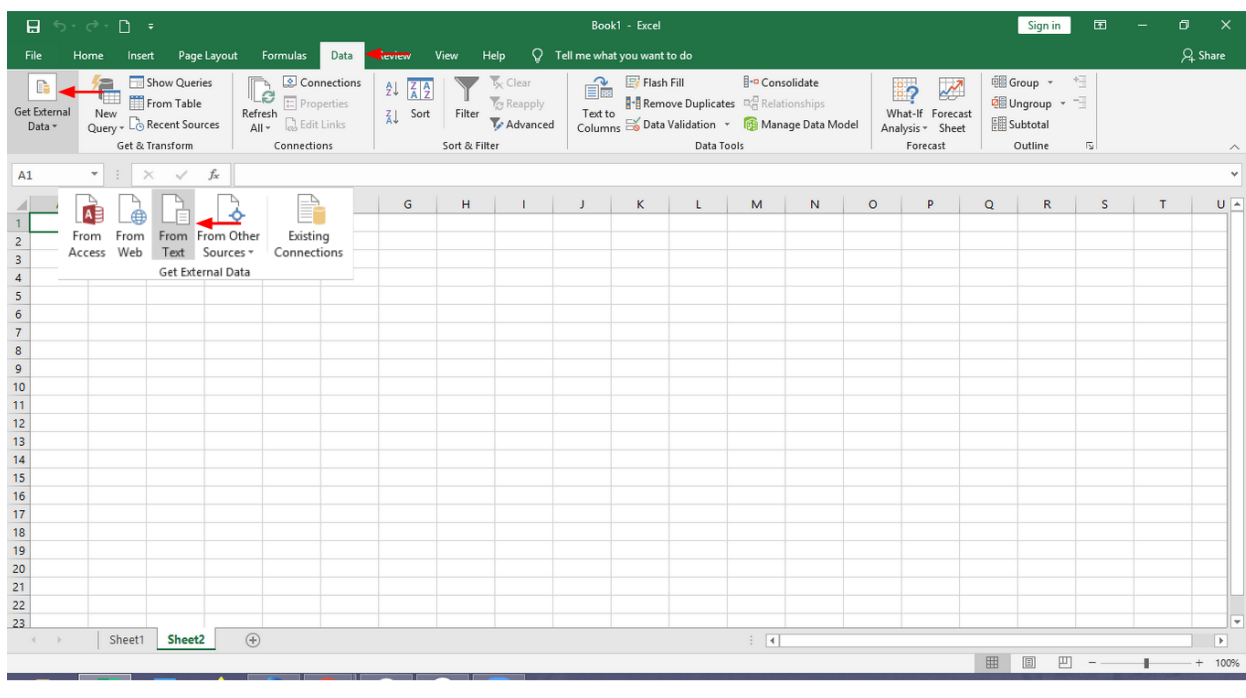 Book1 - Excel
Sign in
File Home Insert Page Layout Formulas Data Review View Help Tell me what you want to do Share
Get External Data
New Query
Show Queries
From Table
Recent Sources
Get & Transform
Refresh All
Connections
Properties
Edit Links
Connections
Sort
Filter
Clear
Reapply
Advanced
Sort & Filter
Text to Columns
Flash Fill
Remove Duplicates
Data Validation
Consolidate
Relationships
Manage Data Model
Data Tools
What-If Analysis
Forecast Sheet
Forecast
Group
Ungroup
Subtotal
Outline
A1
fx
G H I J K L M N O P Q R S T U
From Access
From Web
From Text
From Other Sources
Existing Connections
Get External Data
1
2
3
4
5
6
7
8
9
10
11
12
13
14
15
16
17
18
19
20
21
22
23
Sheet1 Sheet2
100%